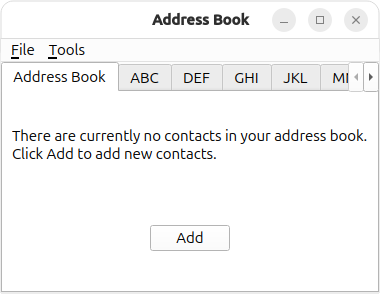 Address Book
File Tools
Address Book ABC DEF GHI JKL
There are currently no contacts in your address book.
Click Add to add new contacts.
Add